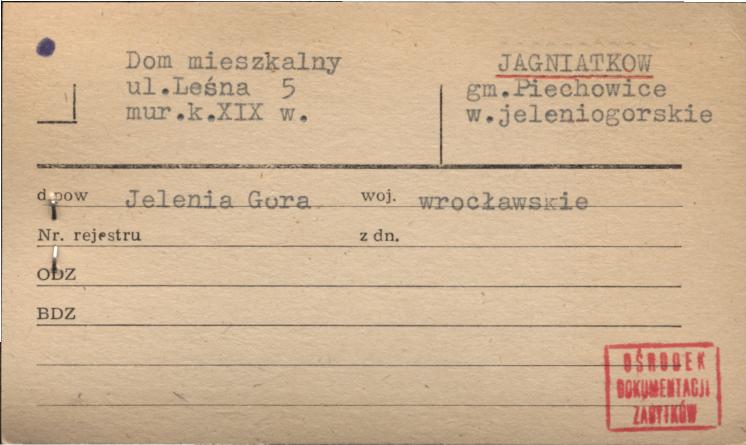 Dom mieszkalny
ul.Leśna 5
mur.k.XIX w.
JAGNIATKOW
gm.Piechowice
w.jeleniogorskie
d.pow Jelenia Gora woj. wrocławskie
Nr. rejestru z dn.
ODZ
BDZ
OŚRODEK
DOKUMENTACJI
ZABYTKÓW